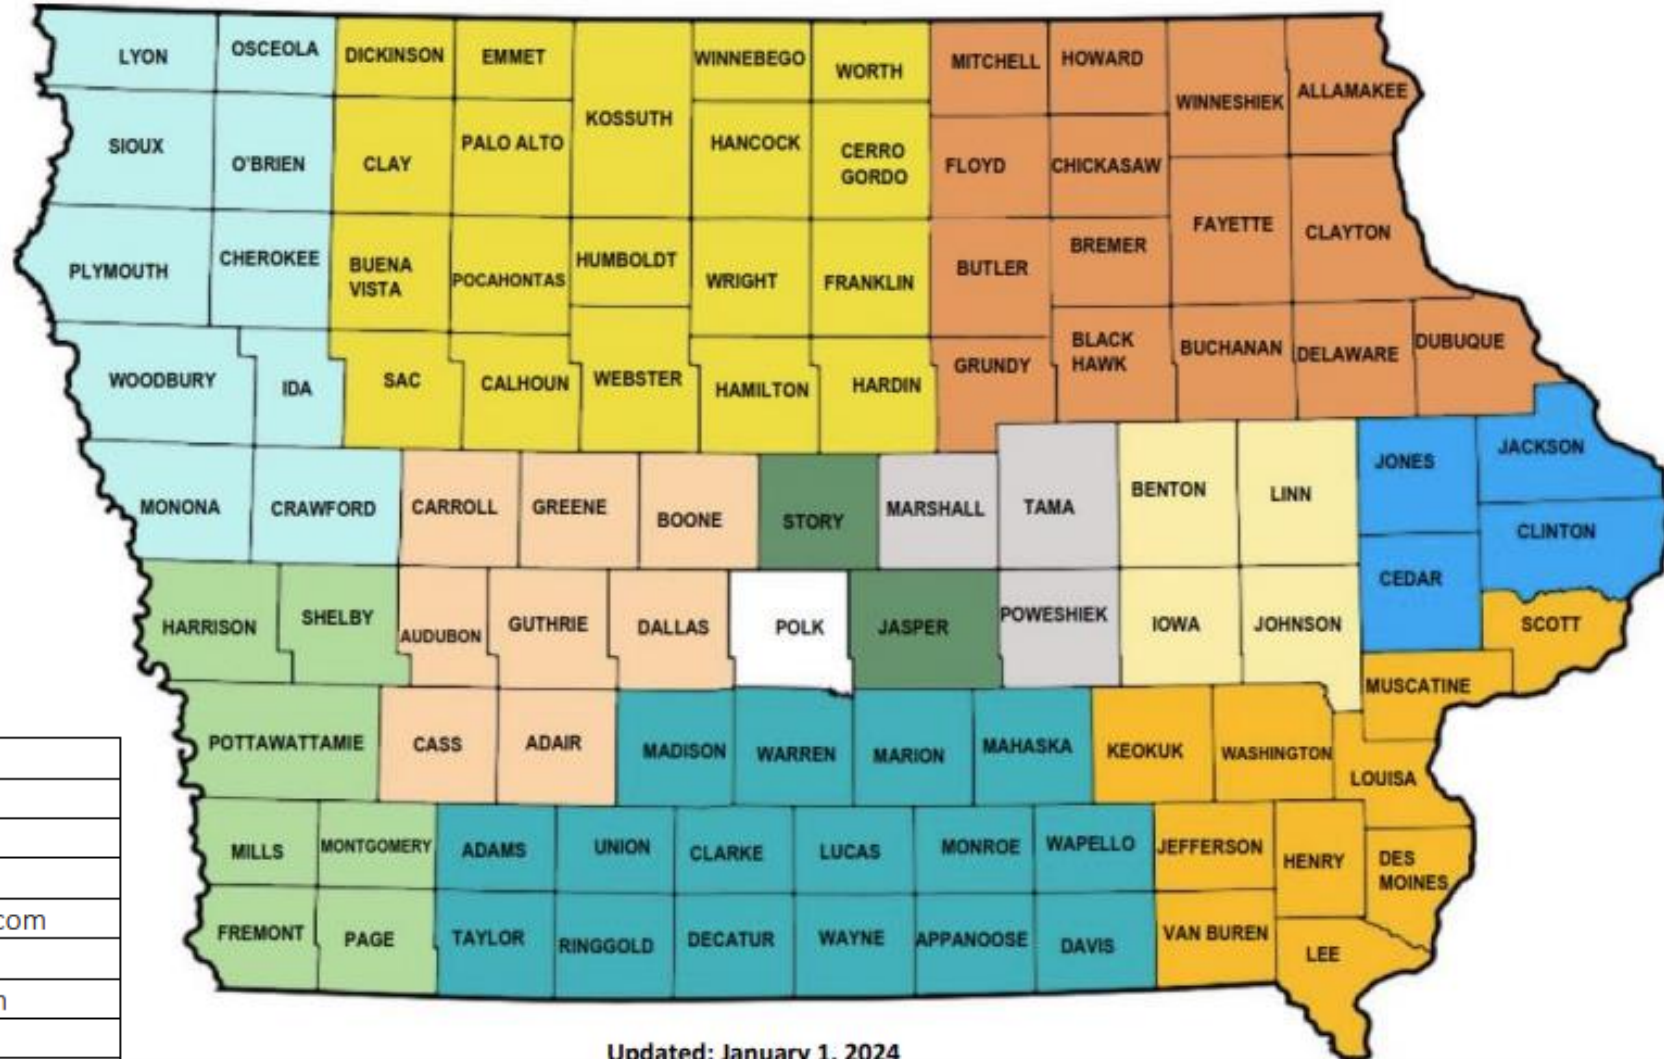 LYON
OSCEOLA
DICKINSON
EMMET
KOSSUTH
WINNEBEGO
WORTH
MITCHELL
HOWARD
WINNESHIEK
ALLAMAKEE
SIOUX
O'BRIEN
CLAY
PALO ALTO
HANCOCK
CERRO
GORDO
FLOYD
CHICKASAW
FAYETTE
CLAYTON
PLYMOUTH
CHEROKEE
BUENA
VISTA
POCAHONTAS
HUMBOLDT
WRIGHT
FRANKLIN
BUTLER
BREMER
WOODBURY
IDA
SAC
CALHOUN
WEBSTER
HAMILTON
HARDIN
GRUNDY
BLACK
HAWK
BUCHANAN
DELAWARE
DUBUQUE
MONONA
CRAWFORD
CARROLL
GREENE
BOONE
STORY
MARSHALL
TAMA
BENTON
LINN
JONES
JACKSON
CLINTON
CEDAR
HARRISON
SHELBY
AUDUBON
GUTHRIE
DALLAS
POLK
JASPER
POWESHIEK
IOWA
JOHNSON
SCOTT
MUSCATINE
POTTAWATTAMIE
CASS
ADAIR
MADISON
WARREN
MARION
MAHASKA
KEOKUK
WASHINGTON
LOUISA
MILLS
MONTGOMERY
ADAMS
UNION
CLARKE
LUCAS
MONROE
WAPELLO
JEFFERSON
HENRY
DES
MOINES
FREMONT
PAGE
TAYLOR
RINGGOLD
DECATUR
WAYNE
APPANOOSE
DAVIS
VAN BUREN
LEE
com
Updated: January 1, 2024